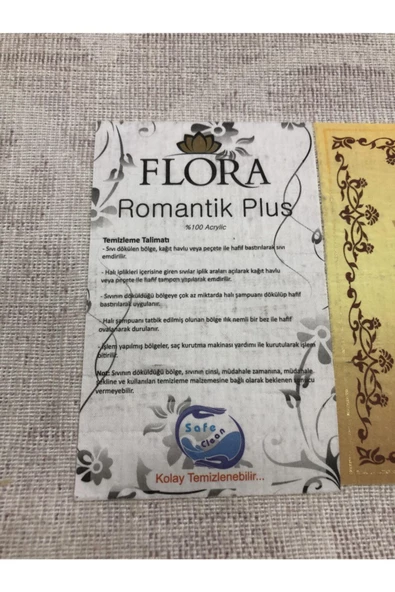 FLORA
Romantik Plus
%100 Acrylic
Temizleme Talimatı
- Sıvı dökülen bölge, kağıt havlu veya peçete ile hafif bastırılarak sıvı
emdirilir.
- Halı iplikleri içerisine giren sıvılar iplik araları açılarak kağıt havlu
veya peçete ile hafif tampon yapılarak emdirilir.
- Sıvının döküldüğü bölgeye çok az miktarda halı şampuanı dökülüp hafif
bastırılarak uygulanır.
- Halı şampuanı tatbik edilmiş olunan bölge ılık nemli bir bez ile hafif
ovalanarak durulanır.
- İşlem yapılmış bölgeler, saç kurutma makinası yardımı ile kurutularak işlem
bitirilir.
Not: Sıvının döküldüğü bölge, sıvının cinsi, müdahale zamanına, müdahale
şekline ve kullanılan temizleme malzemesine bağlı olarak beklenen sonucu
vermeyebilir.
Safe
Clean
Kolay Temizlenebilir...